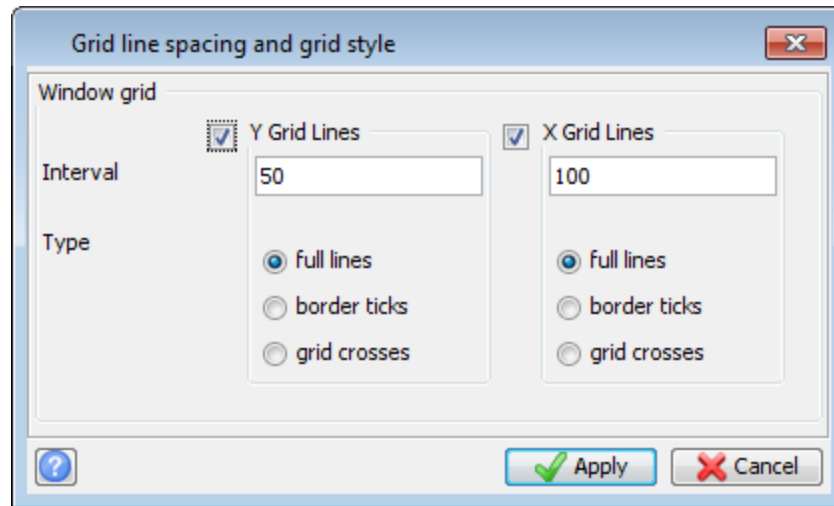 Grid line spacing and grid style
Window grid
Y Grid Lines
X Grid Lines
Interval
50
100
Type
full lines
full lines
border ticks
border ticks
grid crosses
grid crosses
?
Apply
Cancel